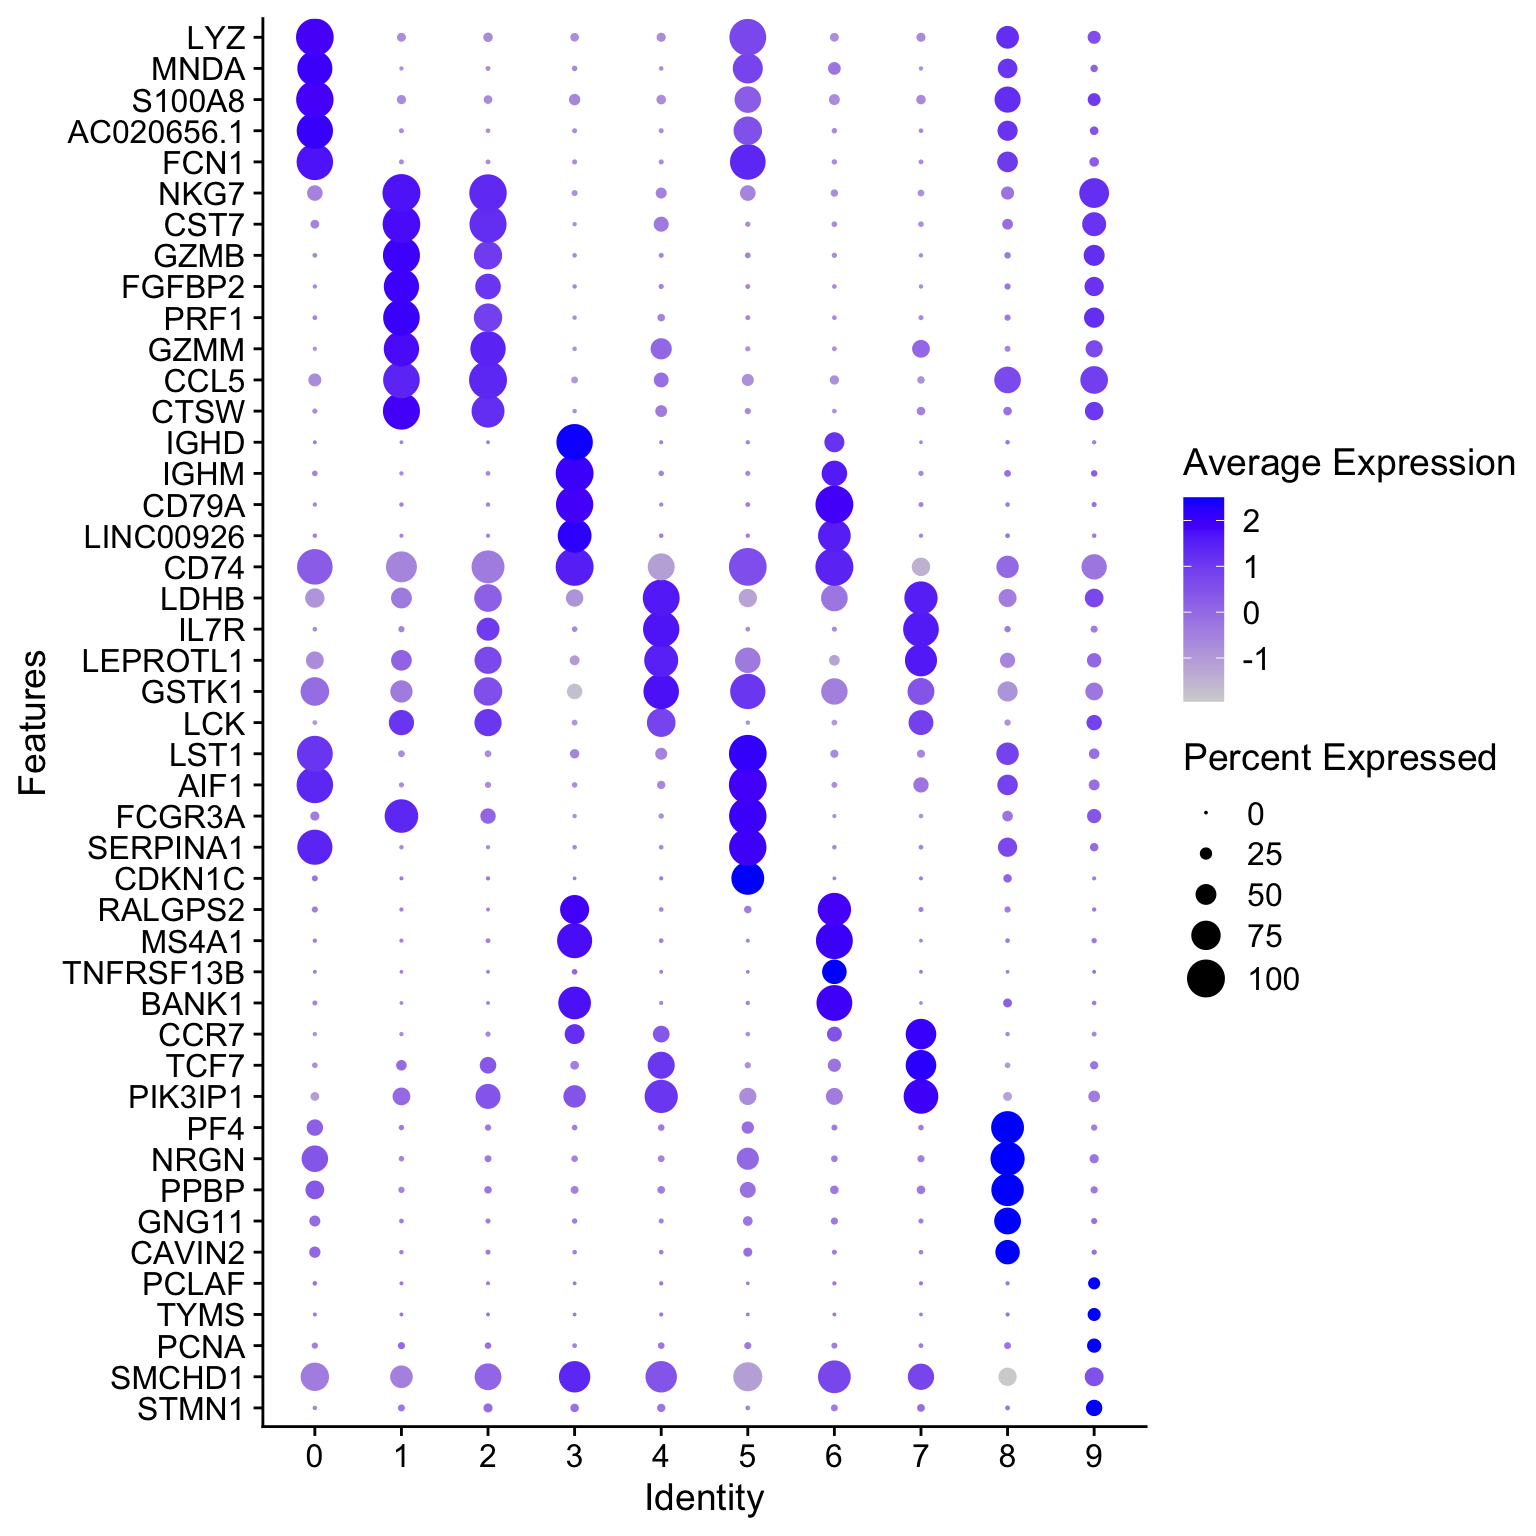 LYZ
MNDA
S100A8
AC020656.1
FCN1
NKG7
CST7
GZMB
FGFBP2
PRF1
GZMM
CCL5
CTSW
IGHD
IGHM
CD79A
LINC00926
CD74
LDHB
IL7R
LEPROTL1
GSTK1
LCK
LST1
AIF1
FCGR3A
SERPINA1
CDKN1C
RALGPS2
MS4A1
TNFRSF13B
BANK1
CCR7
TCF7
PIK3IP1
PF4
NRGN
PPBP
GNG11
CAVIN2
PCLAF
TYMS
PCNA
SMCHD1
STMN1
Features
0 1 2 3 4 5 6 7 8 9
Identity
Average Expression
2
1
0
-1
Percent Expressed
0
25
50
75
100